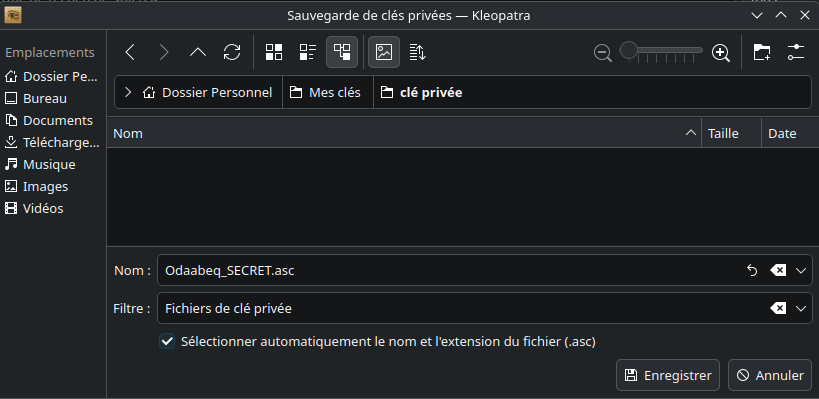 Sauvegarde de clés privées — Kleopatra
Emplacements
Dossier Pe...
Bureau
Documents
Télécharge...
Musique
Images
Vidéos
Dossier Personnel
Mes clés
clé privée
Nom
Taille
Date
Nom :
Odaabeq_SECRET.asc
Filtre :
Fichiers de clé privée
Sélectionner automatiquement le nom et l'extension du fichier (.asc)
Enregistrer
Annuler